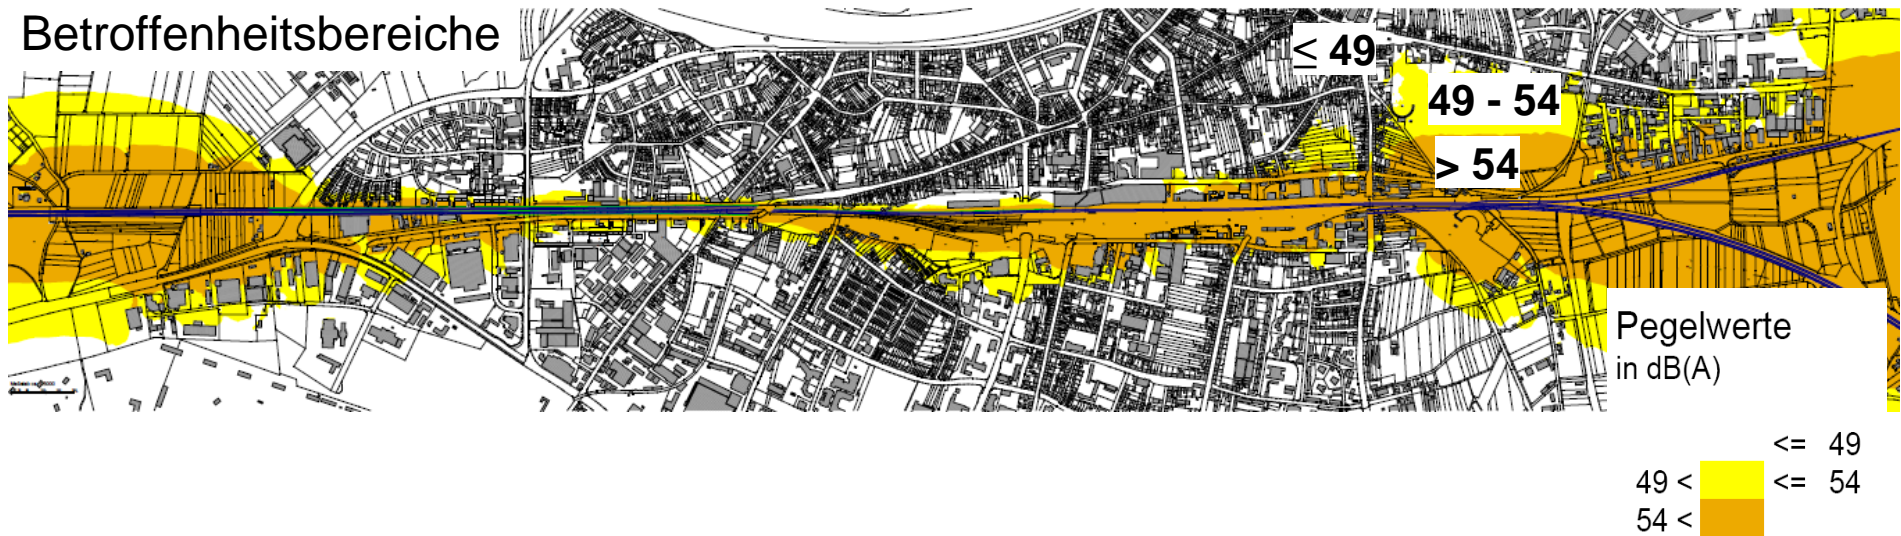 Betroffenheitsbereiche
≤ 49
49 - 54
> 54
Pegelwerte
in dB(A)
<= 49
49 < <= 54
54 <